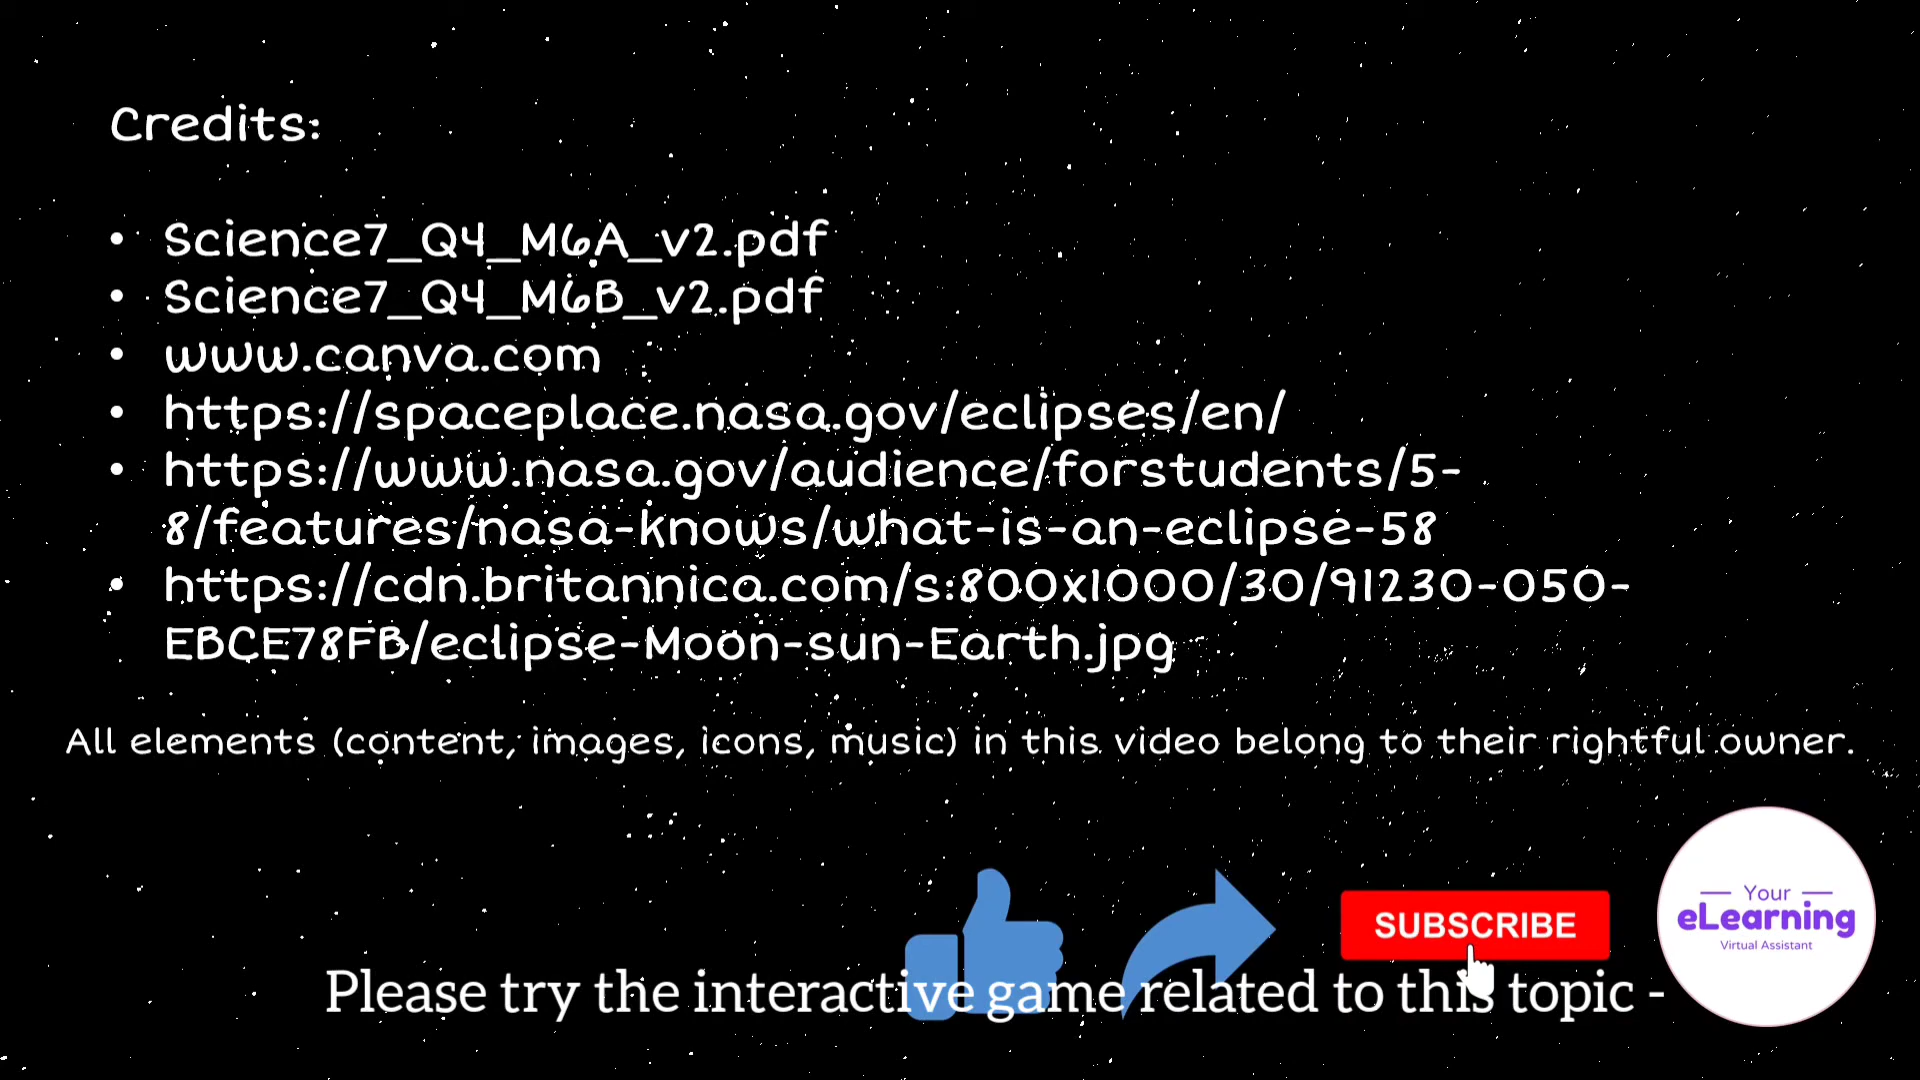 Credits:
• Science7_Q4_M6A_v2.pdf
• Science7_Q4_M6B_v2.pdf
• www.canva.com
• https://spaceplace.nasa.gov/eclipses/en/
• https://www.nasa.gov/audience/forstudents/5-
8/features/nasa-knows/what-is-an-eclipse-58
• https://cdn.britannica.com/s:800x1000/30/91230-050-
EBCE78FB/eclipse-Moon-sun-Earth.jpg
All elements (content, images, icons, music) in this video belong to their rightful owner.
SUBSCRIBE
Your
eLearning
Virtual Assistant
Please try the interactive game related to this topic -